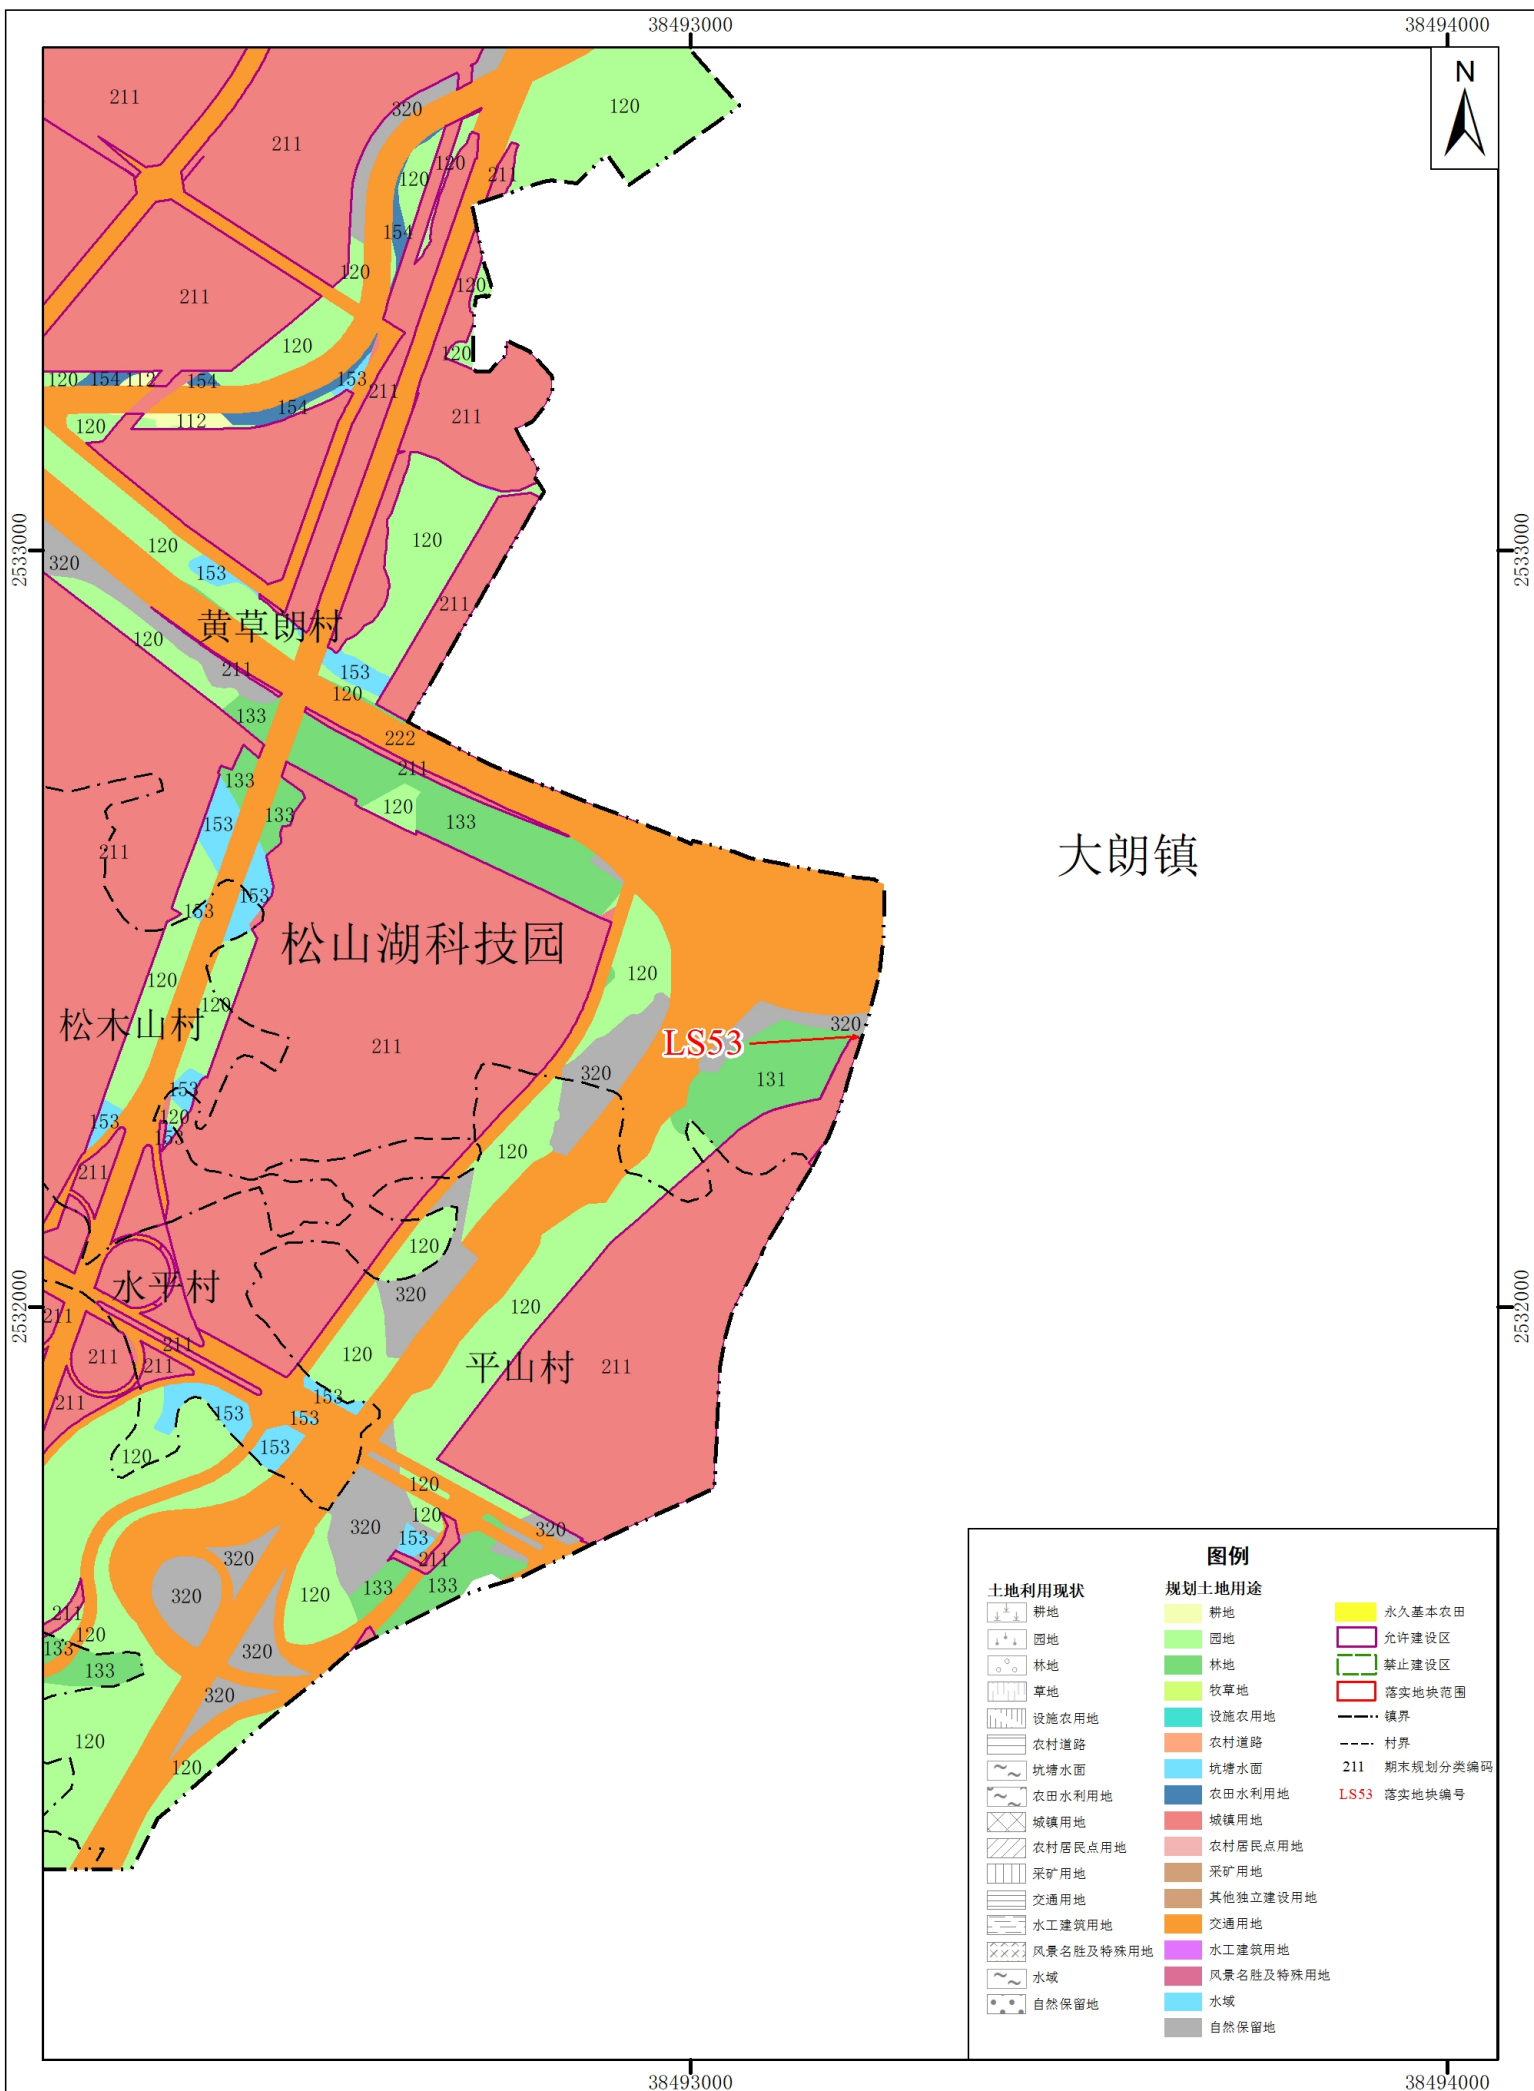 38493000
38494000
N
211
120
320
211
120
120
211
154
120
120
211
120
120
153
120
154
112
154
211
154
211
112
120
120
120
2533000
2533000
320
153
211
黄草朗村
120
211
153
120
133
222
211
133
120
133
133
153
211
大朗镇
153
153
松山湖科技园
120
120
120
松木山村
320
LS53
211
320
131
153
153
120
153
120
211
120
水平村
320
120
2532000
2532000
211
211
120
平山村
211
211
211
211
153
153
153
120
153
120
120
320
153
320
211
320
320
120
133
133
211
120
133
133
320
320
120
120
图例
土地利用现状
规划土地用途
耕地
耕地
永久基本农田
园地
园地
允许建设区
林地
林地
禁止建设区
草地
牧草地
落实地块范围
设施农用地
设施农用地
镇界
农村道路
农村道路
村界
坑塘水面
坑塘水面
211
期末规划分类编码
农田水利用地
农田水利用地
LS53
落实地块编号
城镇用地
城镇用地
农村居民点用地
农村居民点用地
采矿用地
采矿用地
交通用地
其他独立建设用地
水工建筑用地
交通用地
风景名胜及特殊用地
水工建筑用地
水域
风景名胜及特殊用地
自然保留地
水域
自然保留地
38493000
38494000